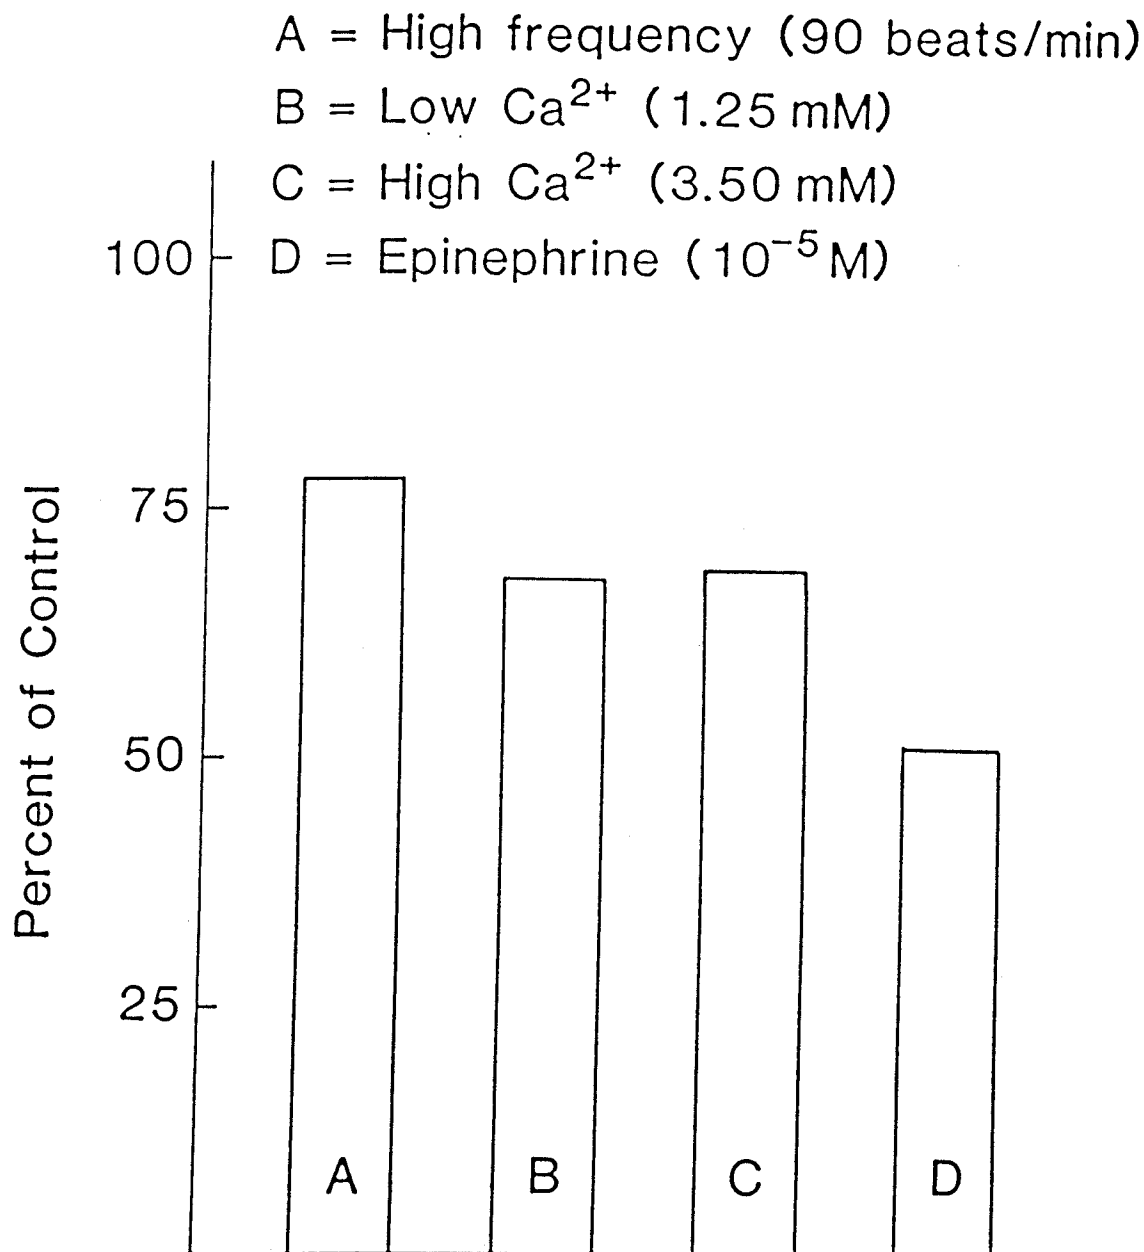 A = High frequency (90 beats/min)
B = Low Ca²⁺ (1.25 mM)
C = High Ca²⁺ (3.50 mM)
D = Epinephrine (10⁻⁵ M)
100
75
50
25
Percent of Control
A B C D